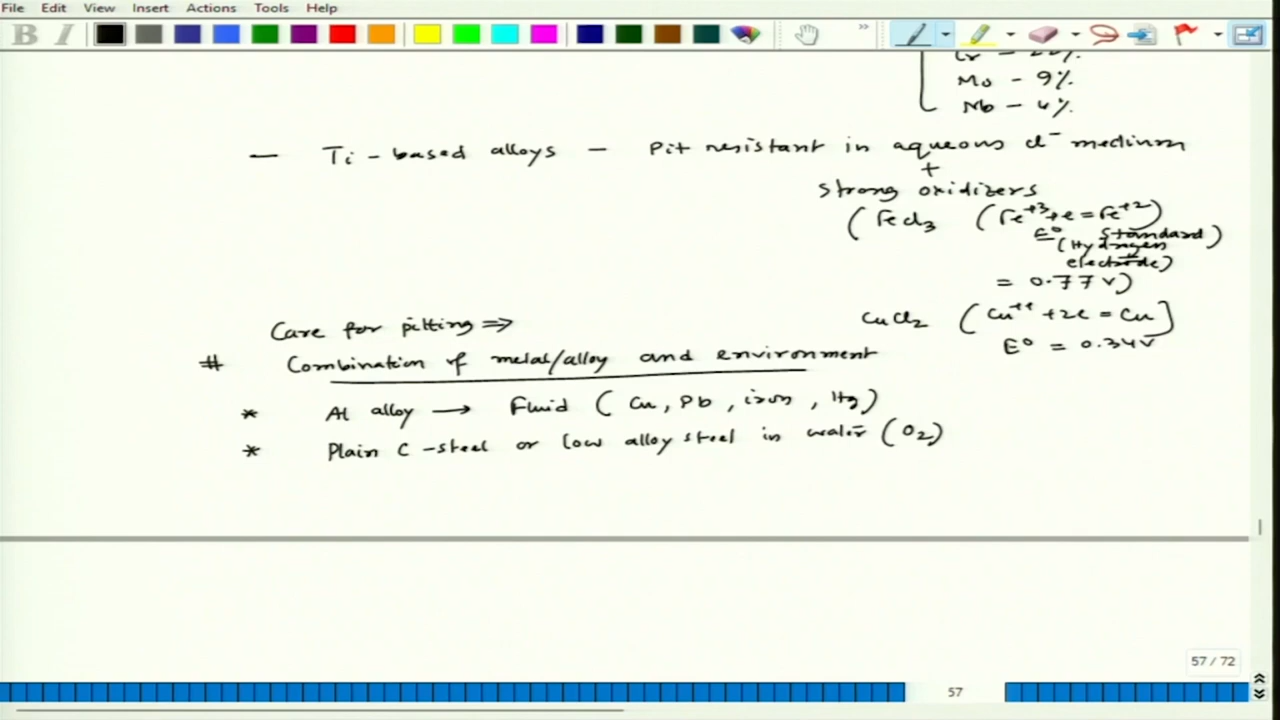 File Edit View Insert Actions Tools Help
B I
Mo - 9%
Nb - 4%
- Ti-based alloys - Pit resistant in aqueous cl- medium
+
strong oxidizers
(FeCl3 (Fe+3+e = Fe+2)
E° Standard)
(Hydrogen
electrode)
= 0.77 V)
CuCl2 (Cu++ +2e = Cu)
E° = 0.34V
Care for pitting ⇒
# Combination of metal/alloy and environment
* Al alloy → Fluid (Cu, Pb, iron, Hg)
* Plain C-steel or low alloy steel in water (O2)
57 / 72
57